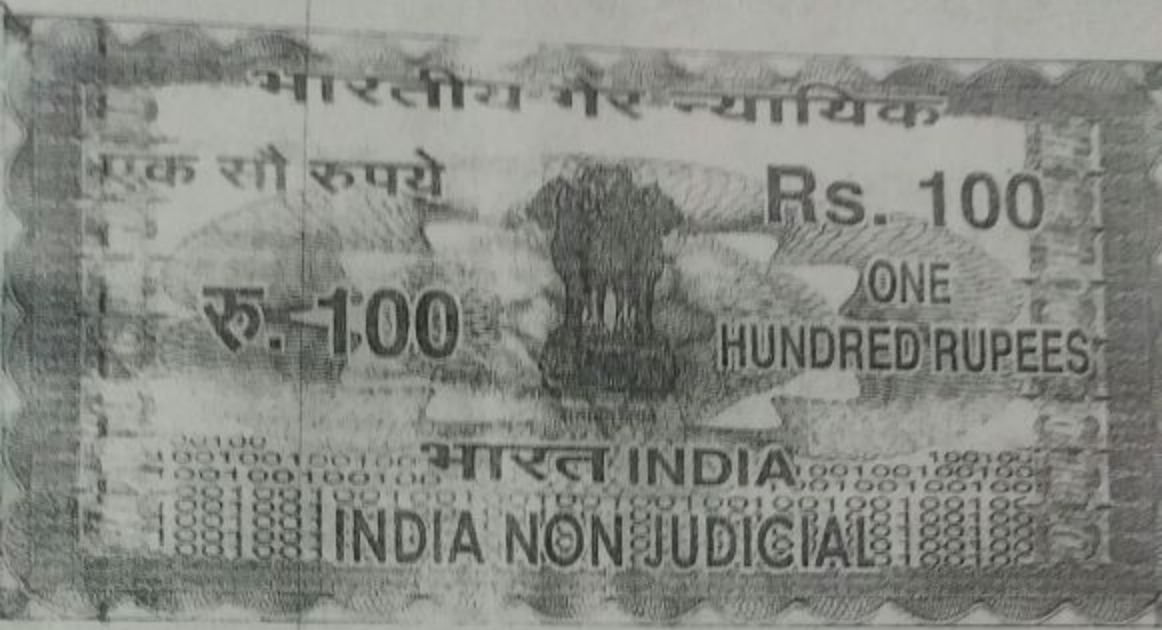 भारतीय गैर न्यायिक
एक सौ रुपये
Rs. 100
रु. 100
ONE
HUNDRED RUPEES
भारत INDIA
INDIA NON JUDICIAL